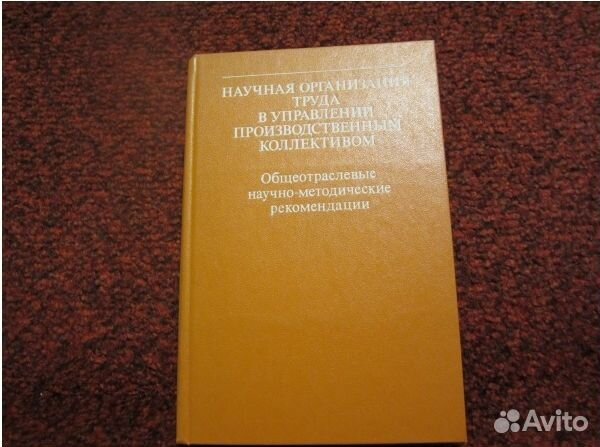 НАУЧНАЯ ОРГАНИЗАЦИЯ
ТРУДА
В УПРАВЛЕНИИ
ПРОИЗВОДСТВЕННЫМ
КОЛЛЕКТИВОМ
Общеотраслевые
научно-методические
рекомендации
Avito